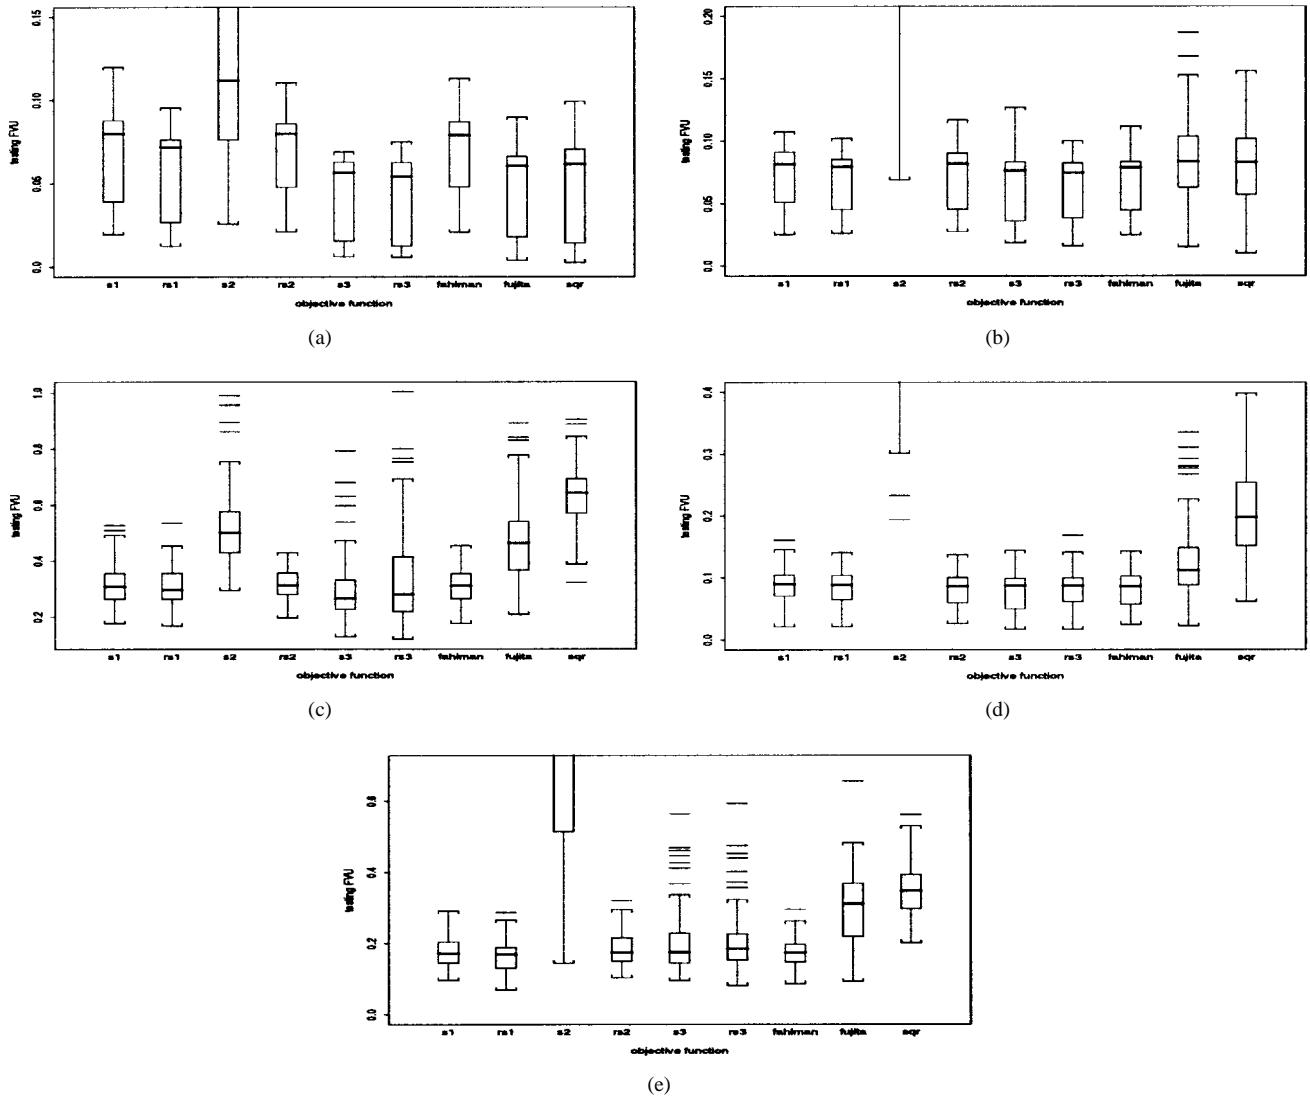 0.15
0.10
0.05
0.0
testing FVU
s1 rs1 s2 rs2 s3 rs3 fahlman fujita sqr
objective function
(a)
0.20
0.15
0.10
0.05
0.0
testing FVU
s1 rs1 s2 rs2 s3 rs3 fahlman fujita sqr
objective function
(b)
1.0
0.8
0.6
0.4
0.2
testing FVU
s1 rs1 s2 rs2 s3 rs3 fahlman fujita sqr
objective function
(c)
0.4
0.3
0.2
0.1
0.0
testing FVU
s1 rs1 s2 rs2 s3 rs3 fahlman fujita sqr
objective function
(d)
0.6
0.4
0.2
0.0
testing FVU
s1 rs1 s2 rs2 s3 rs3 fahlman fujita sqr
objective function
(e)